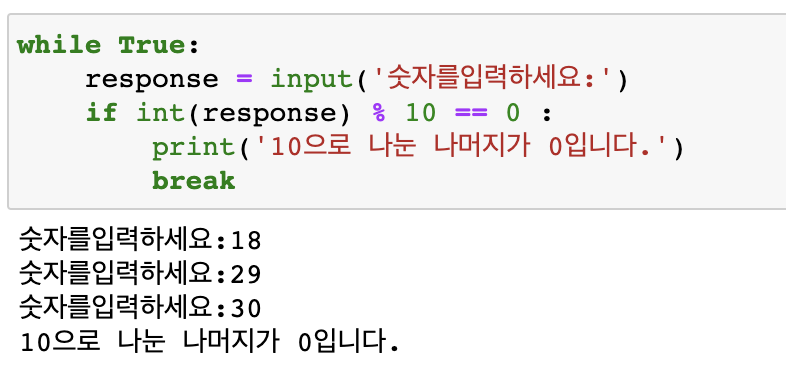 while True:
    response = input('숫자를입력하세요:')
    if int(response) % 10 == 0 :
        print('10으로 나눈 나머지가 0입니다.')
        break
숫자를입력하세요:18
숫자를입력하세요:29
숫자를입력하세요:30
10으로 나눈 나머지가 0입니다.